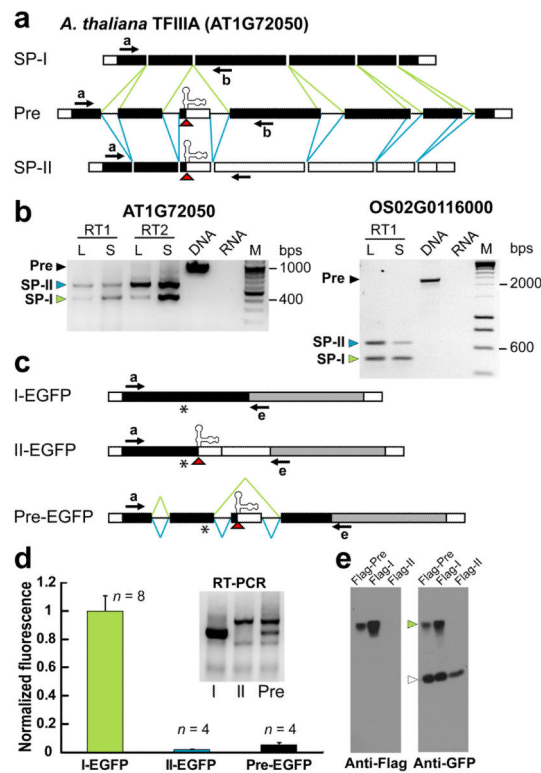 a A. thaliana TFIIIA (AT1G72050)
a
SP-I
b
a
Pre
b
a
SP-II
b AT1G72050 OS02G0116000
RT1 RT2 DNA RNA RT1 DNA RNA
L S L S M bps L S M bps
Pre 1000 Pre 2000
SP-II
SP-I 400
SP-II 600
SP-I
c
a
I-EGFP
* e
a
II-EGFP
* e
a
Pre-EGFP
* e
d e
Flag-Pre Flag-I Flag-II Flag-Pre Flag-I Flag-II
Normalized fluorescence
1.2
1
0.8
0.6
0.4
0.2
0
n = 8
RT-PCR
I II Pre
n = 4 n = 4
I-EGFP II-EGFP Pre-EGFP
Anti-Flag Anti-GFP